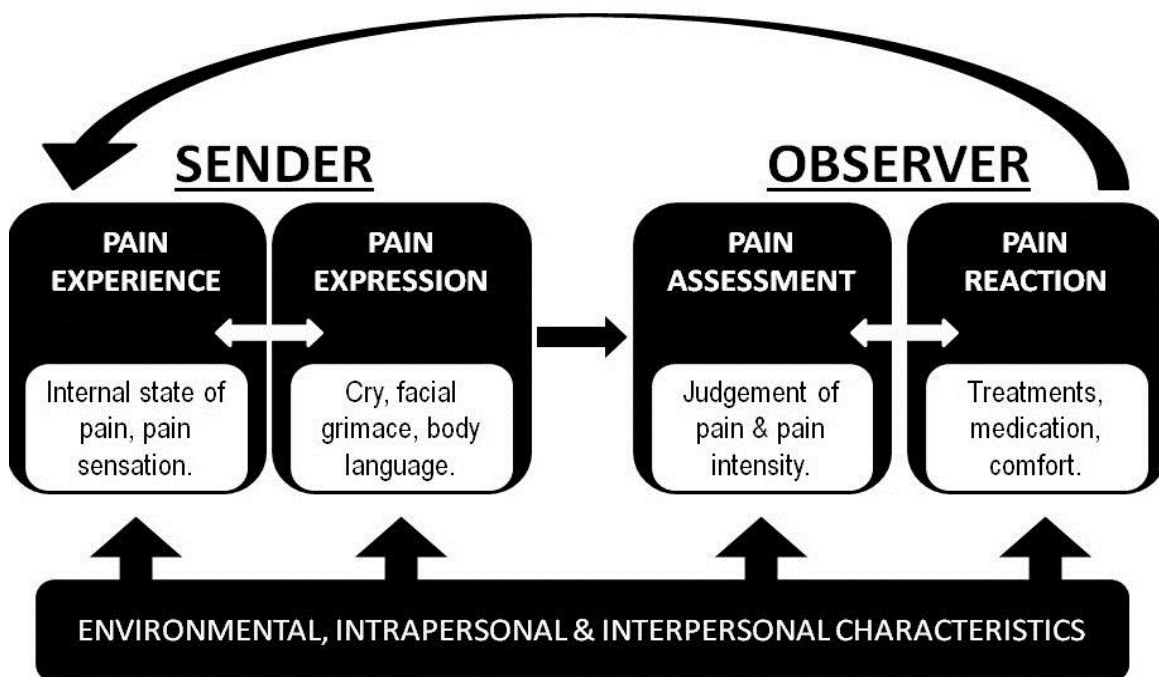 SENDER
OBSERVER
PAIN
EXPERIENCE
Internal state of
pain, pain
sensation.
PAIN
EXPRESSION
Cry, facial
grimace, body
language.
PAIN
ASSESSMENT
Judgement of
pain & pain
intensity.
PAIN
REACTION
Treatments,
medication,
comfort.
ENVIRONMENTAL, INTRAPERSONAL & INTERPERSONAL CHARACTERISTICS